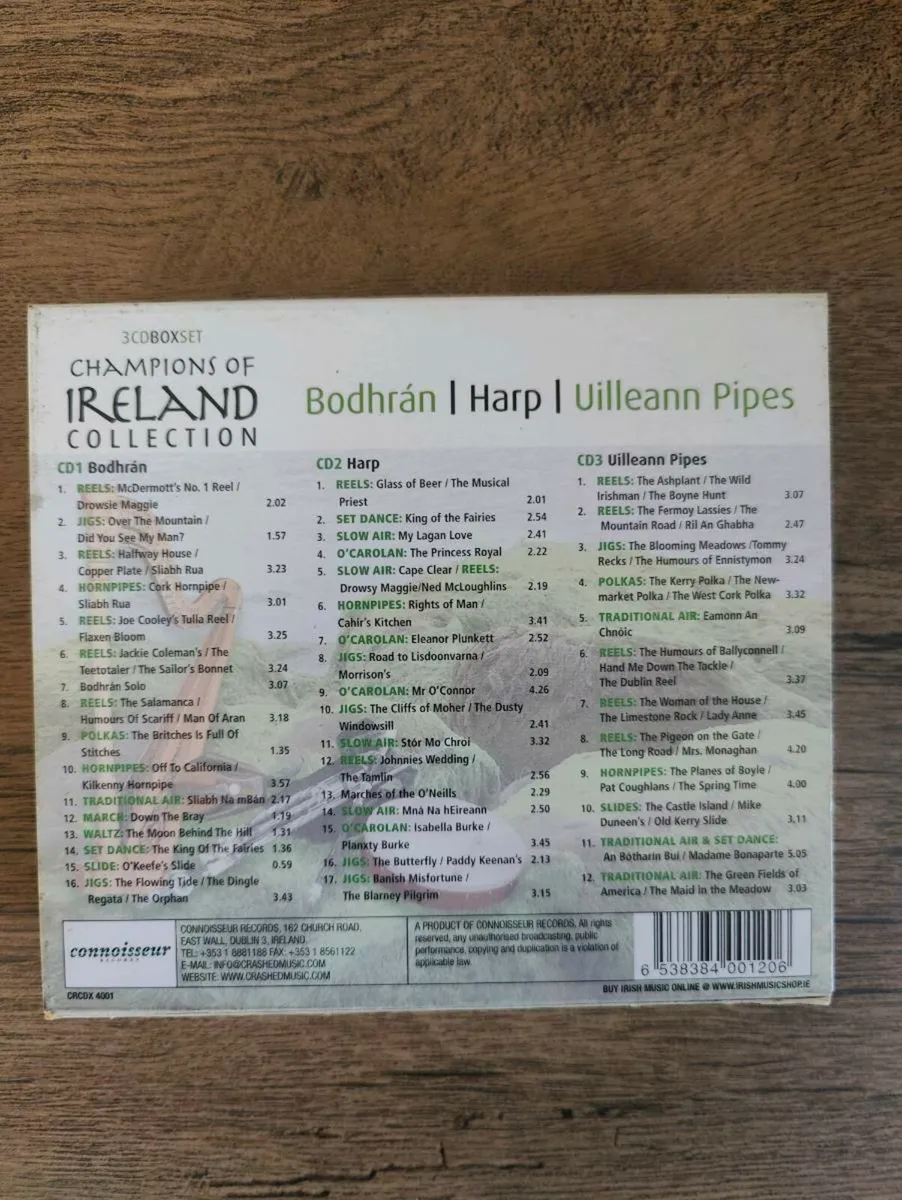 3CDBOXSET
CHAMPIONS OF
IRELAND
COLLECTION
Bodhrán | Harp | Uilleann Pipes
CD1 Bodhrán
1. REELS: McDermott's No. 1 Reel /
Drowsie Maggie 2.02
2. JIGS: Over The Mountain /
Did You See My Man? 1.57
3. REELS: Halfway House /
Copper Plate / Sliabh Rua 3.23
4. HORNPIPES: Cork Hornpipe /
Sliabh Rua 3.01
5. REELS: Joe Cooley's Tulla Reel /
Flaxen Bloom 3.25
6. REELS: Jackie Coleman's / The
Teetotaler / The Sailor's Bonnet 3.24
7. Bodhrán Solo 3.07
8. REELS: The Salamanca /
Humours Of Scariff / Man Of Aran 3.18
9. POLKAS: The Britches Is Full Of
Stitches 1.35
10. HORNPIPES: Off To California /
Kilkenny Hornpipe 3.57
11. TRADITIONAL AIR: Sliabh Na mBán 2.17
12. MARCH: Down The Bray 1.19
13. WALTZ: The Moon Behind The Hill 1.31
14. SET DANCE: The King Of The Fairies 1.36
15. SLIDE: O'Keefe's Slide 0.59
16. JIGS: The Flowing Tide / The Dingle
Regata / The Orphan 3.43
CD2 Harp
1. REELS: Glass of Beer / The Musical
Priest 2.01
2. SET DANCE: King of the Fairies 2.54
3. SLOW AIR: My Lagan Love 2.41
4. O'CAROLAN: The Princess Royal 2.22
5. SLOW AIR: Cape Clear / REELS:
Drowsy Maggie/Ned McLoughlins 2.19
6. HORNPIPES: Rights of Man /
Cahir's Kitchen 3.41
7. O'CAROLAN: Eleanor Plunkett 2.52
8. JIGS: Road to Lisdoonvarna /
Morrison's 2.09
9. O'CAROLAN: Mr O'Connor 4.26
10. JIGS: The Cliffs of Moher / The Dusty
Windowsill 2.41
11. SLOW AIR: Stór Mo Chroi 3.32
12. REELS: Johnnies Wedding /
The Tamlin 2.56
13. Marches of the O'Neills 2.29
14. SLOW AIR: Mná Na hEireann 2.50
15. O'CAROLAN: Isabella Burke /
Planxty Burke 3.45
16. JIGS: The Butterfly / Paddy Keenan's 2.13
17. JIGS: Banish Misfortune /
The Blarney Pilgrim 3.15
CD3 Uilleann Pipes
1. REELS: The Ashplant / The Wild
Irishman / The Boyne Hunt 3.07
2. REELS: The Fermoy Lassies / The
Mountain Road / Ril An Ghabha 2.47
3. JIGS: The Blooming Meadows /Tommy
Recks / The Humours of Ennistymon 3.24
4. POLKAS: The Kerry Polka / The New-
market Polka / The West Cork Polka 3.32
5. TRADITIONAL AIR: Eamonn An
Chnóic 3.09
6. REELS: The Humours of Ballyconnell /
Hand Me Down The Tackle /
The Dublin Reel 3.37
7. REELS: The Woman of the House /
The Limestone Rock / Lady Anne 3.45
8. REELS: The Pigeon on the Gate /
The Long Road / Mrs. Monaghan 4.20
9. HORNPIPES: The Planes of Boyle /
Pat Coughlans / The Spring Time 4.00
10. SLIDES: The Castle Island / Mike
Duneen's / Old Kerry Slide 3,11
11. TRADITIONAL AIR & SET DANCE:
An Bótharin Bui / Madame Bonaparte 5.05
12. TRADITIONAL AIR: The Green Fields of
America / The Maid in the Meadow 3.03
connoisseur
RECORDS
CONNOISSEUR RECORDS, 162 CHURCH ROAD,
EAST WALL, DUBLIN 3, IRELAND.
TEL: +353 1 8881188 FAX: +353 1 8561122
E-MAIL: INFO@CRASHEDMUSIC.COM
WEBSITE: WWW.CRASHEDMUSIC.COM
A PRODUCT OF CONNOISSEUR RECORDS. All rights
reserved, any unauthorised broadcasting, public
performance, copying and duplication is a violation of
applicable law.
6 538384 001206
CRCDX 4001
BUY IRISH MUSIC ONLINE @ WWW.IRISHMUSICSHOP.IE